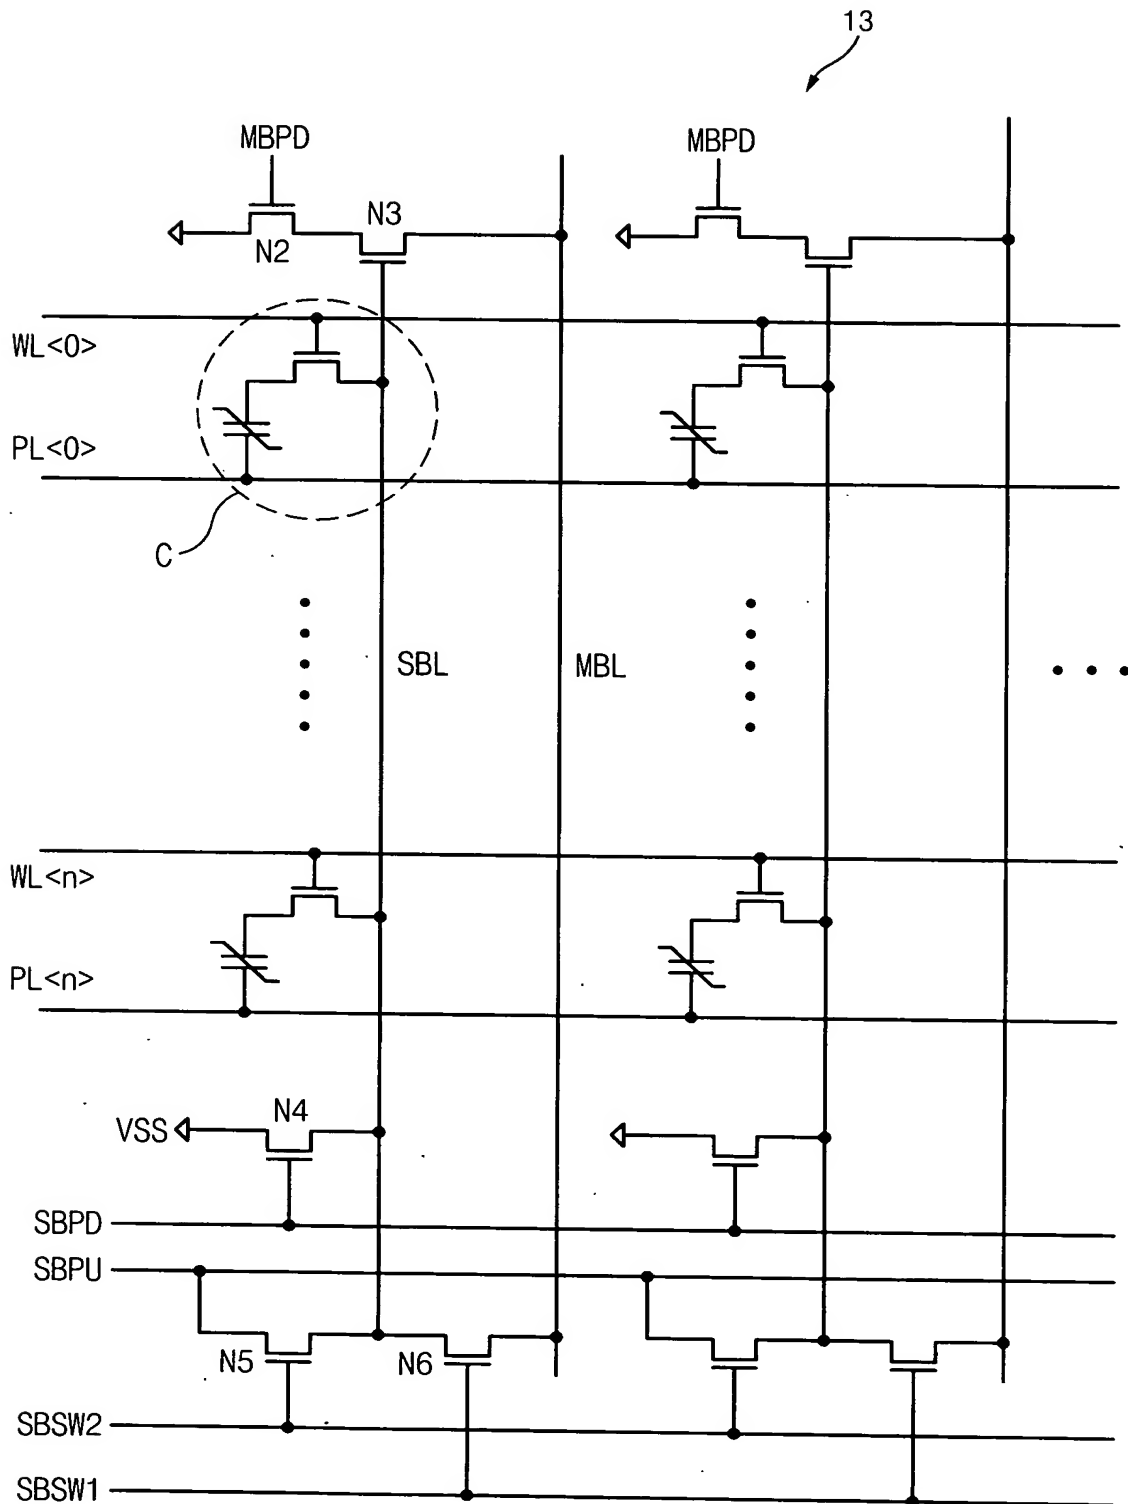 13
MBPD
MBPD
N3
N2
WL<0>
PL<0>
C
SBL
MBL
WL<n>
PL<n>
N4
VSS
SBPD
SBPU
N5
N6
SBSW2
SBSW1